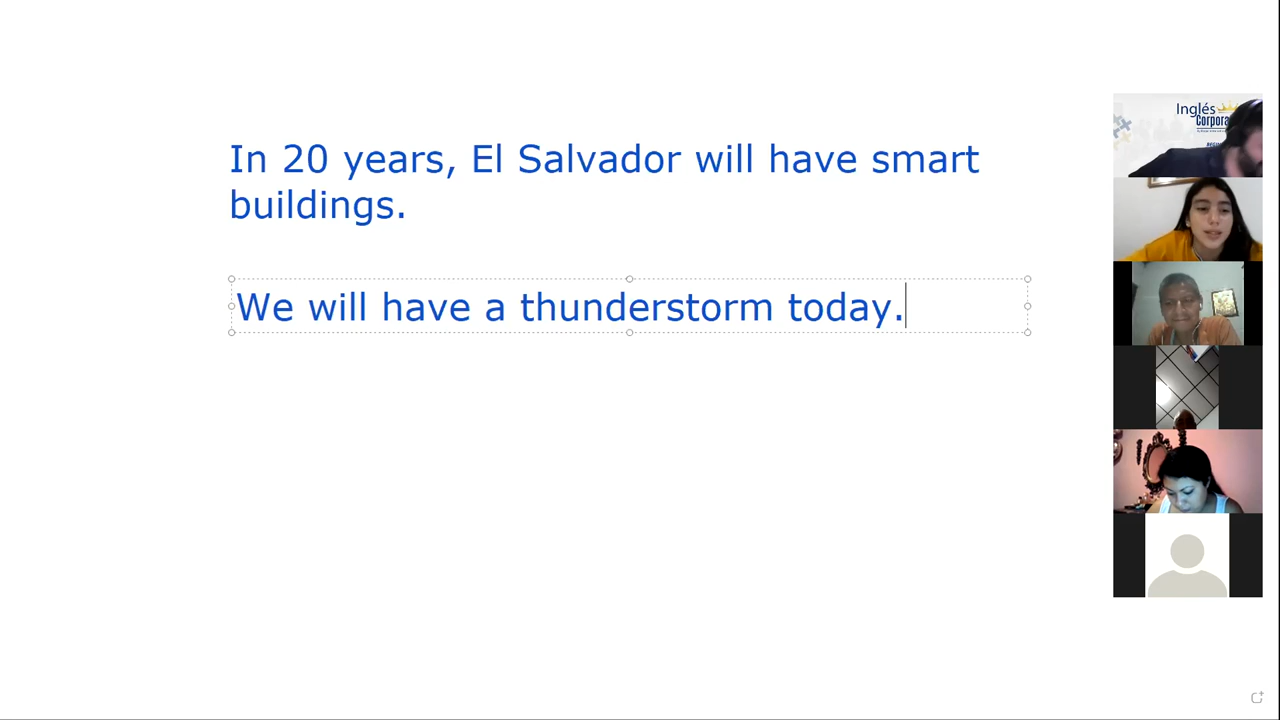 In 20 years, El Salvador will have smart
buildings.
We will have a thunderstorm today.
Inglés
Corpora